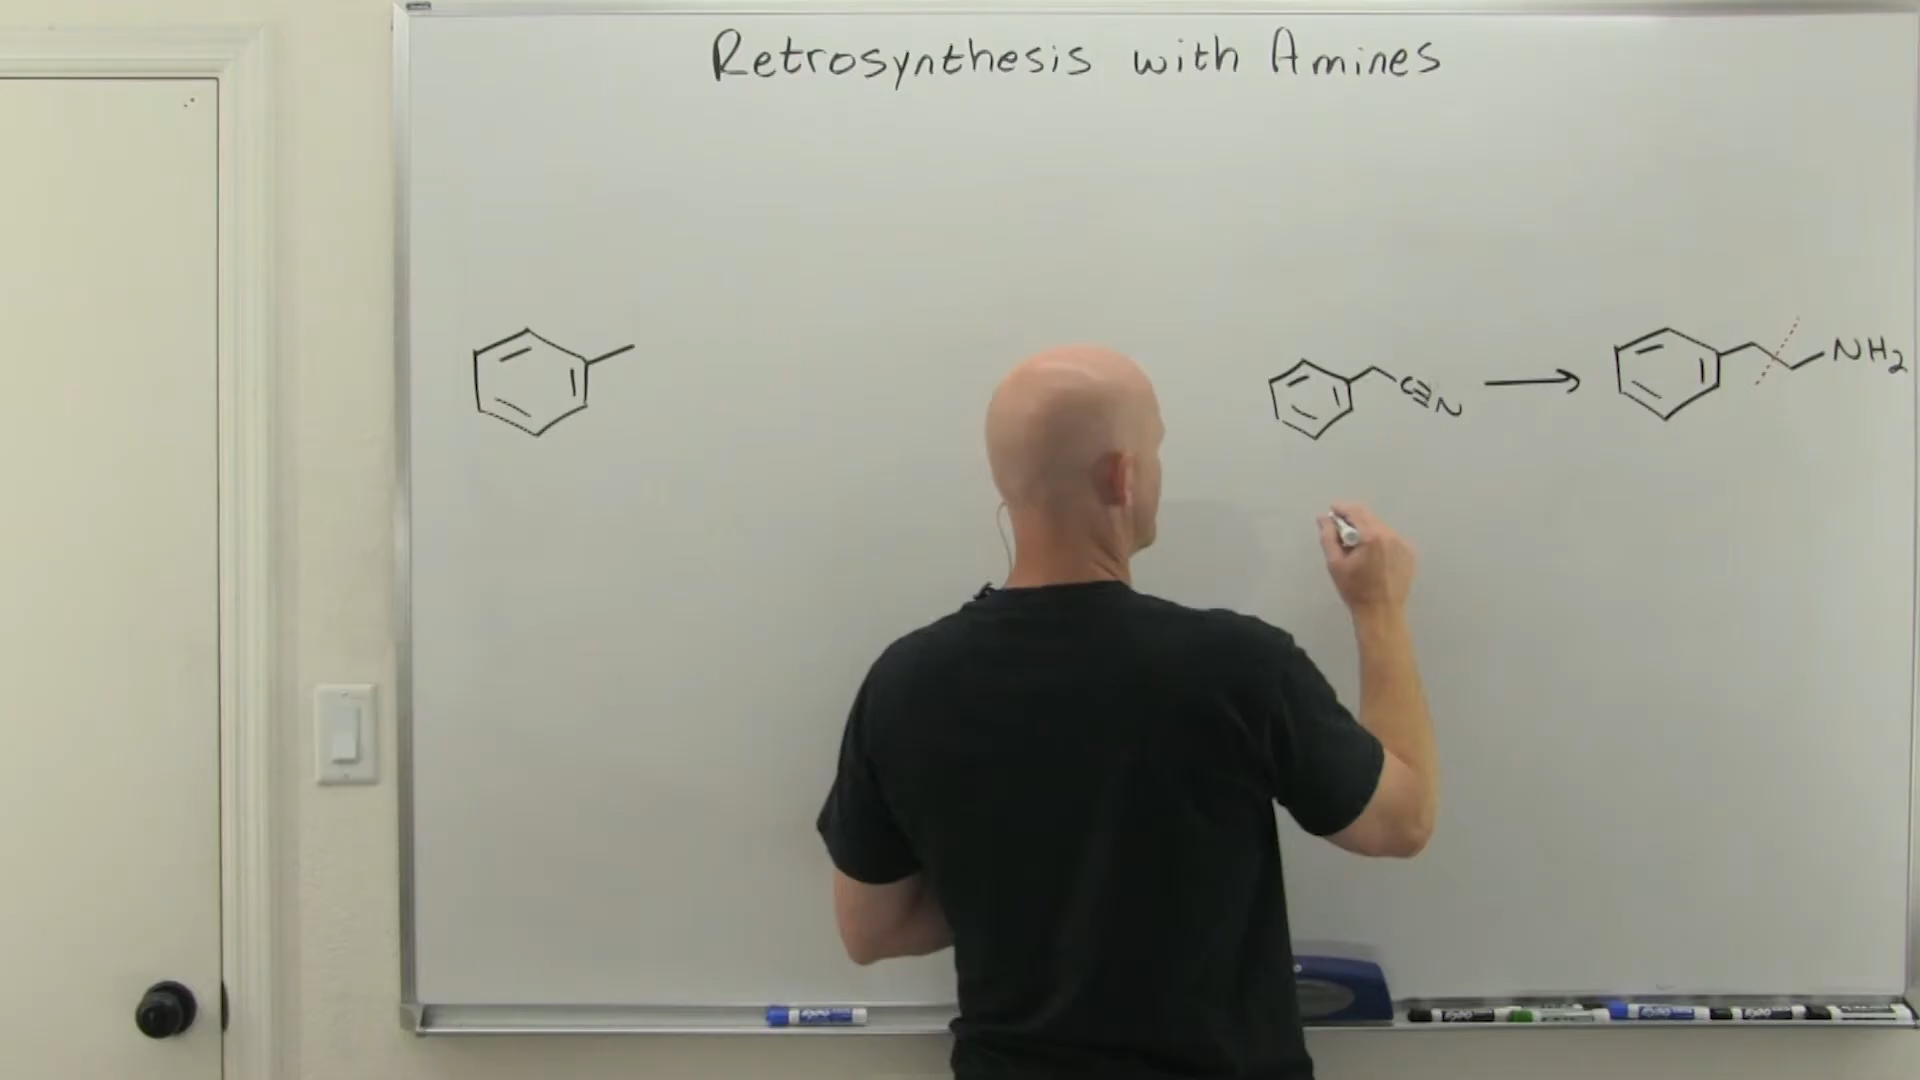 Retrosynthesis with Amines
C≡N
NH2